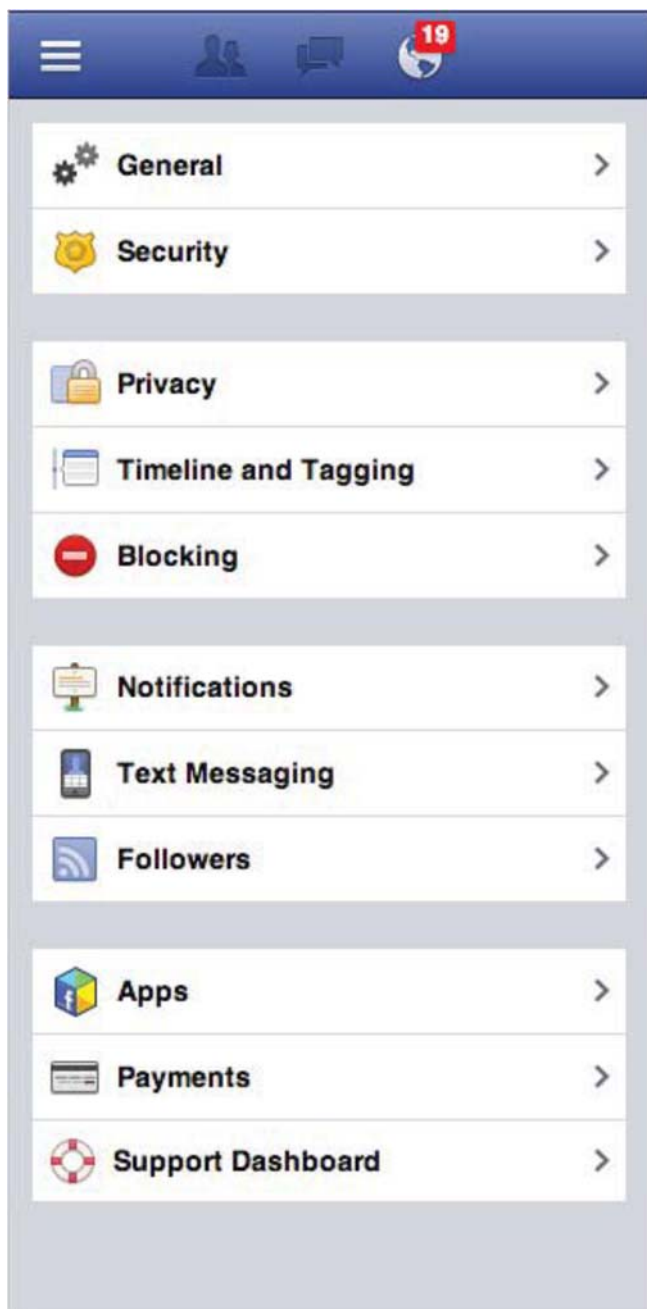 19
General
Security
Privacy
Timeline and Tagging
Blocking
Notifications
Text Messaging
Followers
Apps
Payments
Support Dashboard